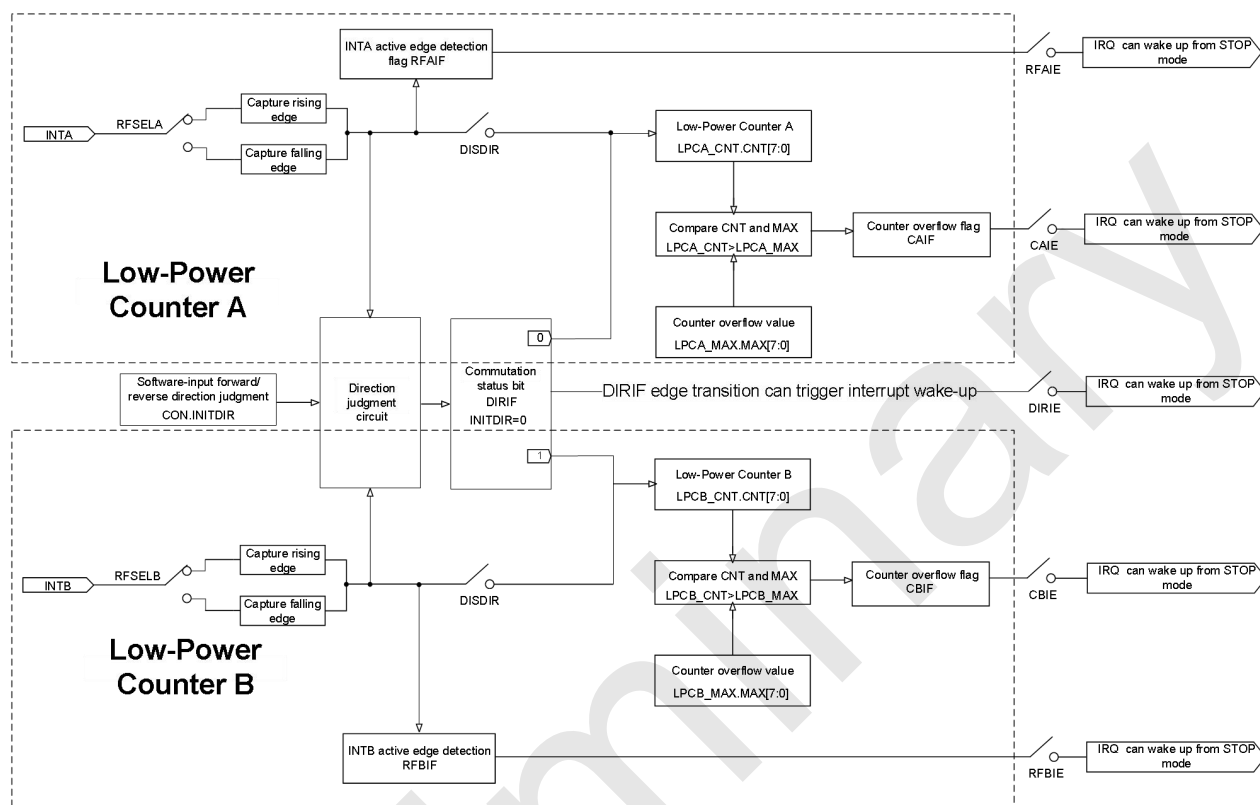 INTA active edge detection
flag RFAIF
RFAIE
IRQ can wake up from STOP
mode
INTA
RFSELA
Capture rising
edge
Capture falling
edge
DISDIR
Low-Power Counter A
LPCA_CNT.CNT[7:0]
Compare CNT and MAX
LPCA_CNT>LPCA_MAX
Counter overflow flag
CAIF
CAIE
IRQ can wake up from STOP
mode
Counter overflow value
LPCA_MAX.MAX[7:0]
Low-Power
Counter A
Software-input forward/
reverse direction judgment
CON.INITDIR
Direction
judgment
circuit
0
Commutation
status bit
DIRIF
INITDIR=0
1
DIRIF edge transition can trigger interrupt wake-up
DIRIE
IRQ can wake up from STOP
mode
Low-Power Counter B
LPCB_CNT.CNT[7:0]
INTB
RFSELB
Capture rising
edge
Capture falling
edge
DISDIR
Compare CNT and MAX
LPCB_CNT>LPCB_MAX
Counter overflow flag
CBIF
CBIE
IRQ can wake up from STOP
mode
Counter overflow value
LPCB_MAX.MAX[7:0]
Low-Power
Counter B
INTB active edge detection
RFBIF
RFBIE
IRQ can wake up from STOP
mode